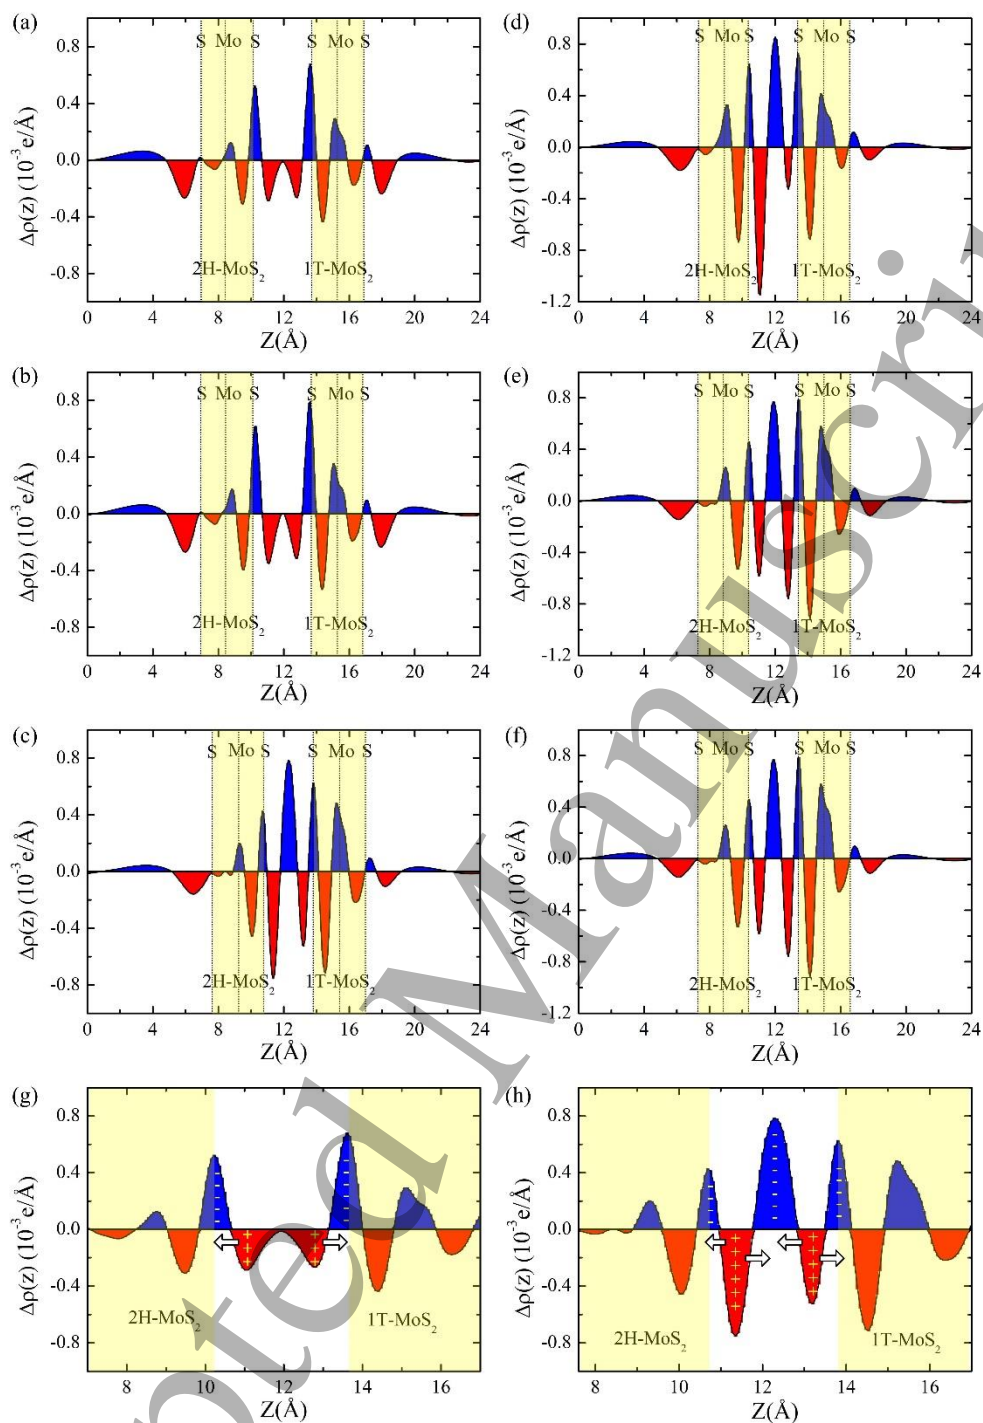 (a)
S Mo S S Mo S
0.8
0.4
0.0
-0.4
-0.8
Δρ(z) (10⁻³e/Å)
2H-MoS₂ 1T-MoS₂
0 4 8 12 16 20 24
Z(Å)
(d)
S Mo S S Mo S
0.8
0.4
0.0
-0.4
-0.8
-1.2
Δρ(z) (10⁻³e/Å)
2H-MoS₂ 1T-MoS₂
0 4 8 12 16 20 24
Z(Å)
(b)
S Mo S S Mo S
0.8
0.4
0.0
-0.4
-0.8
Δρ(z) (10⁻³e/Å)
2H-MoS₂ 1T-MoS₂
0 4 8 12 16 20 24
Z(Å)
(e)
S Mo S S Mo S
0.8
0.4
0.0
-0.4
-0.8
-1.2
Δρ(z) (10⁻³e/Å)
2H-MoS₂ 1T-MoS₂
0 4 8 12 16 20 24
Z(Å)
(c)
S Mo S S Mo S
0.8
0.4
0.0
-0.4
-0.8
Δρ(z) (10⁻³e/Å)
2H-MoS₂ 1T-MoS₂
0 4 8 12 16 20 24
Z(Å)
(f)
S Mo S S Mo S
0.8
0.4
0.0
-0.4
-0.8
-1.2
Δρ(z) (10⁻³e/Å)
2H-MoS₂ 1T-MoS₂
0 4 8 12 16 20 24
Z(Å)
(g)
0.8
0.4
0.0
-0.4
-0.8
Δρ(z) (10⁻³e/Å)
2H-MoS₂ 1T-MoS₂
8 10 12 14 16
Z(Å)
(h)
0.8
0.4
0.0
-0.4
-0.8
Δρ(z) (10⁻³e/Å)
2H-MoS₂ 1T-MoS₂
8 10 12 14 16
Z(Å)
pted Manuscri